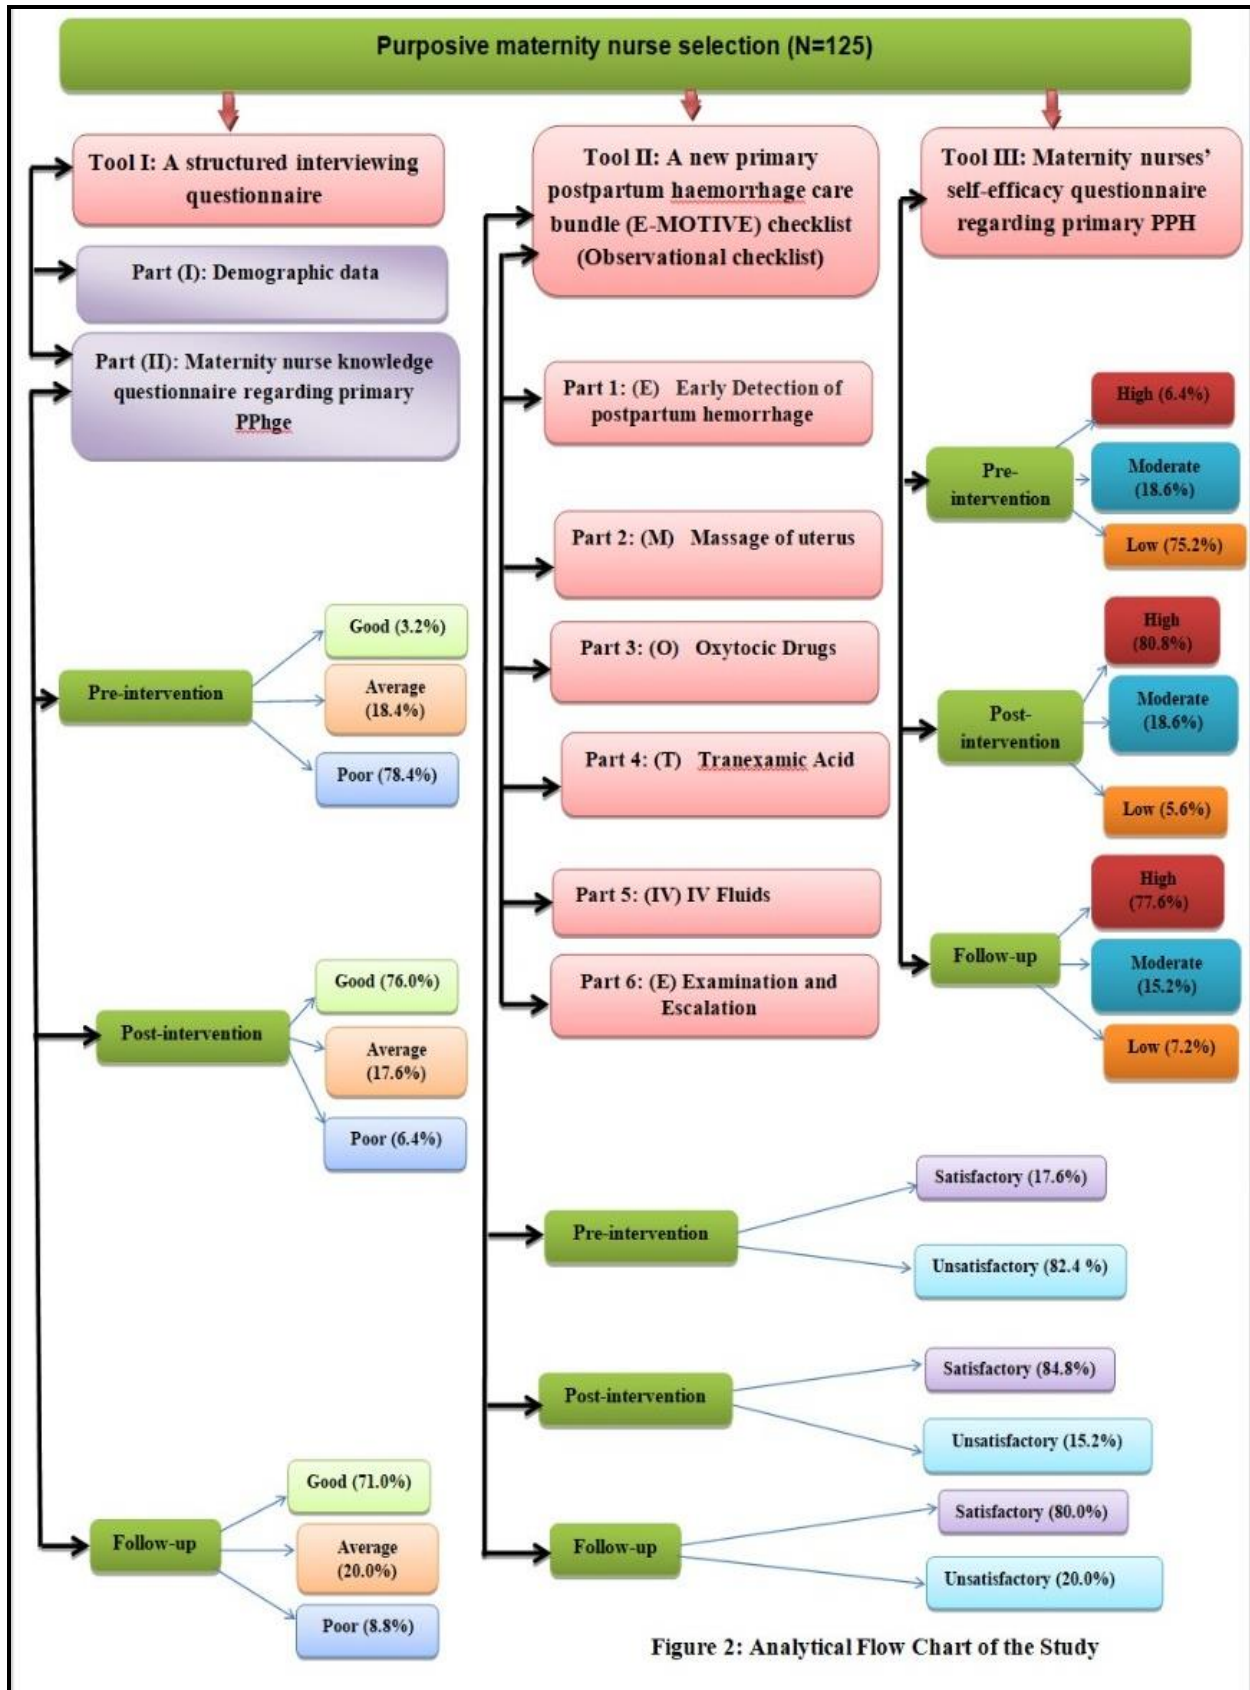 Purposive maternity nurse selection (N=125)
Tool I: A structured interviewing
questionnaire
Part (I): Demographic data
Part (II): Maternity nurse knowledge
questionnaire regarding primary
PPhge
Pre-intervention
Good (3.2%)
Average
(18.4%)
Poor (78.4%)
Post-intervention
Good (76.0%)
Average
(17.6%)
Poor (6.4%)
Follow-up
Good (71.0%)
Average
(20.0%)
Poor (8.8%)
Tool II: A new primary
postpartum haemorrhage care
bundle (E-MOTIVE) checklist
(Observational checklist)
Part 1: (E) Early Detection of
postpartum hemorrhage
Part 2: (M) Massage of uterus
Part 3: (O) Oxytocic Drugs
Part 4: (T) Tranexamic Acid
Part 5: (IV) IV Fluids
Part 6: (E) Examination and
Escalation
Pre-intervention
Satisfactory (17.6%)
Unsatisfactory (82.4 %)
Post-intervention
Satisfactory (84.8%)
Unsatisfactory (15.2%)
Follow-up
Satisfactory (80.0%)
Unsatisfactory (20.0%)
Tool III: Maternity nurses’
self-efficacy questionnaire
regarding primary PPH
Pre-
intervention
High (6.4%)
Moderate
(18.6%)
Low (75.2%)
Post-
intervention
High
(80.8%)
Moderate
(18.6%)
Low (5.6%)
Follow-up
High
(77.6%)
Moderate
(15.2%)
Low (7.2%)
Figure 2: Analytical Flow Chart of the Study